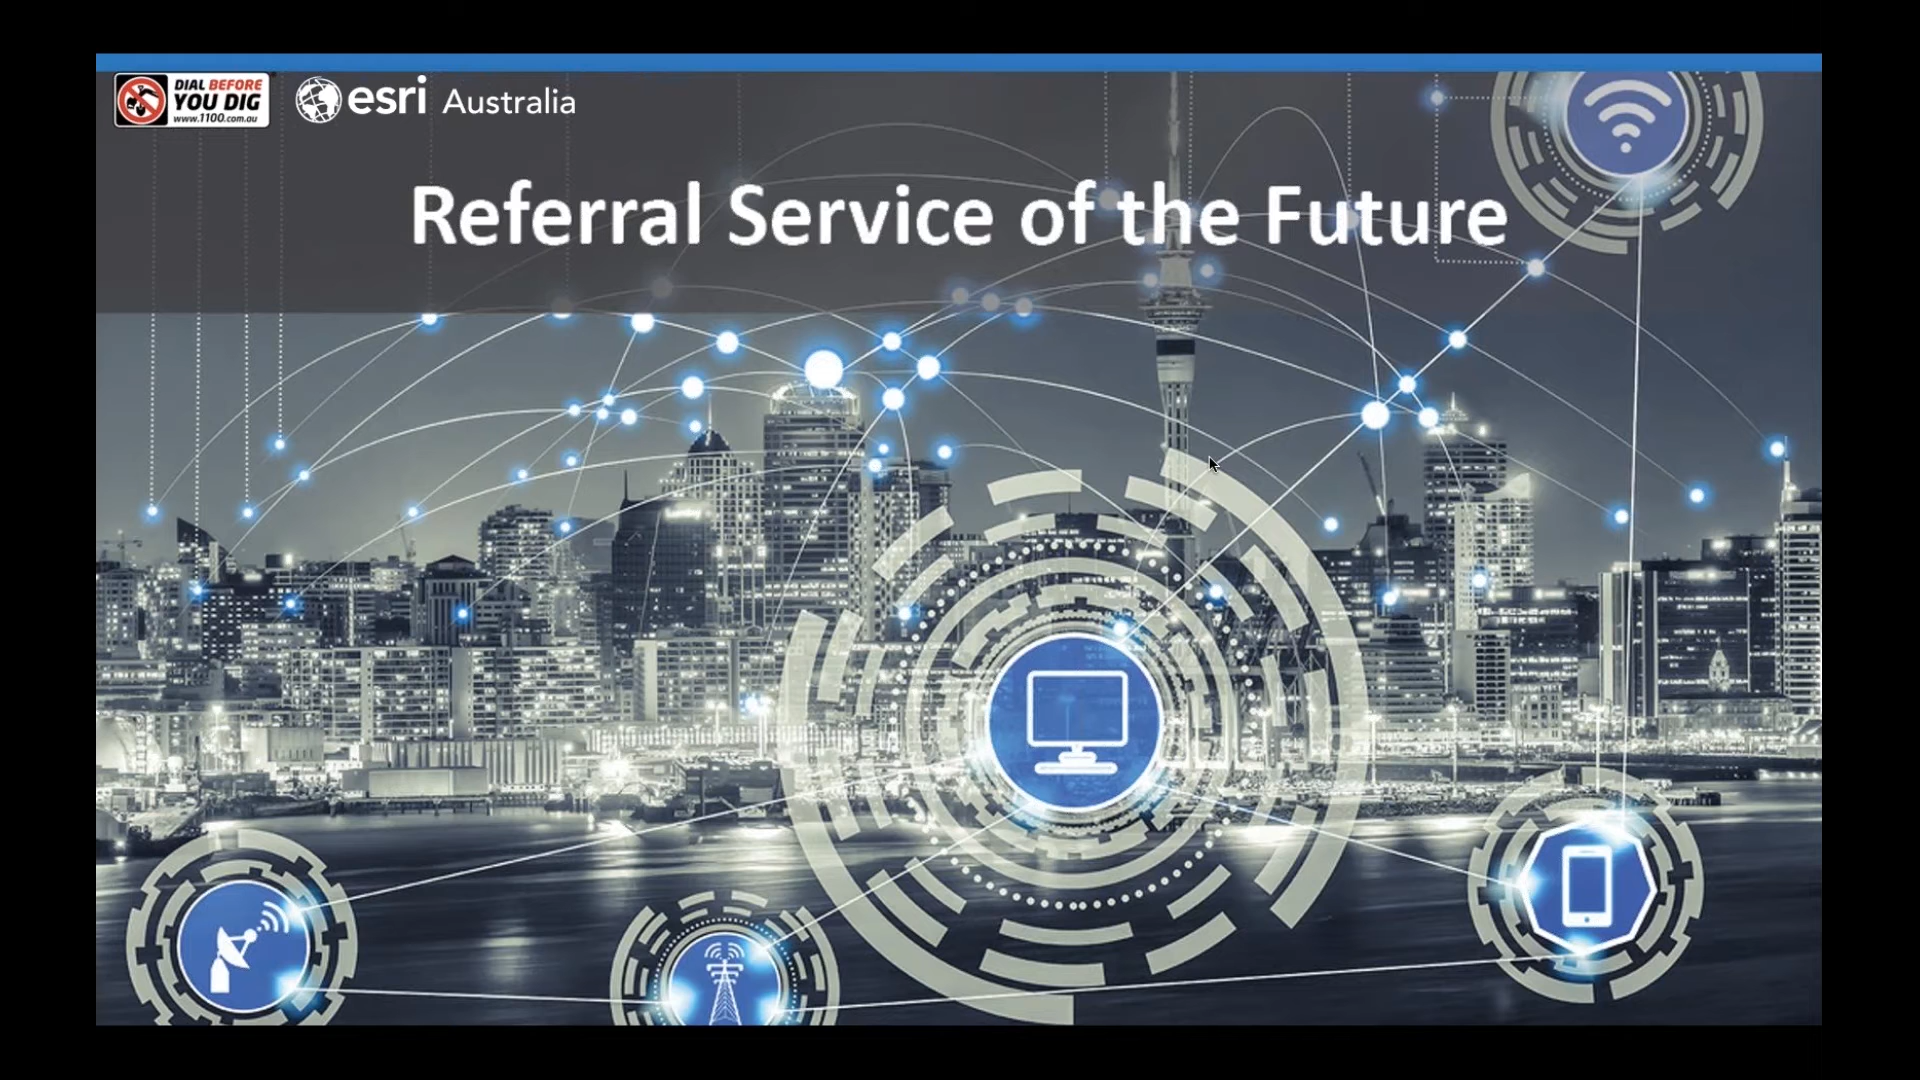 DIAL BEFORE
YOU DIG
www.1100.com.au
esri Australia
Referral Service of the Future